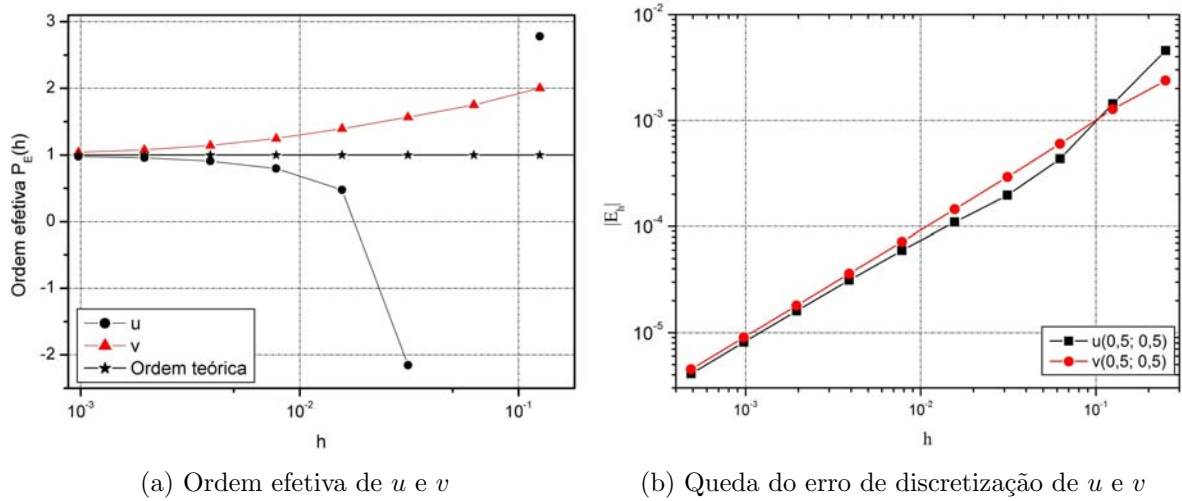 3
2
1
0
-1
-2
10⁻³
10⁻²
10⁻¹
Ordem efetiva P_E(h)
h
u
v
Ordem teórica
(a) Ordem efetiva de u e v
10⁻²
10⁻³
10⁻⁴
10⁻⁵
10⁻³
10⁻²
10⁻¹
|E_h|
h
u(0,5; 0,5)
v(0,5; 0,5)
(b) Queda do erro de discretização de u e v